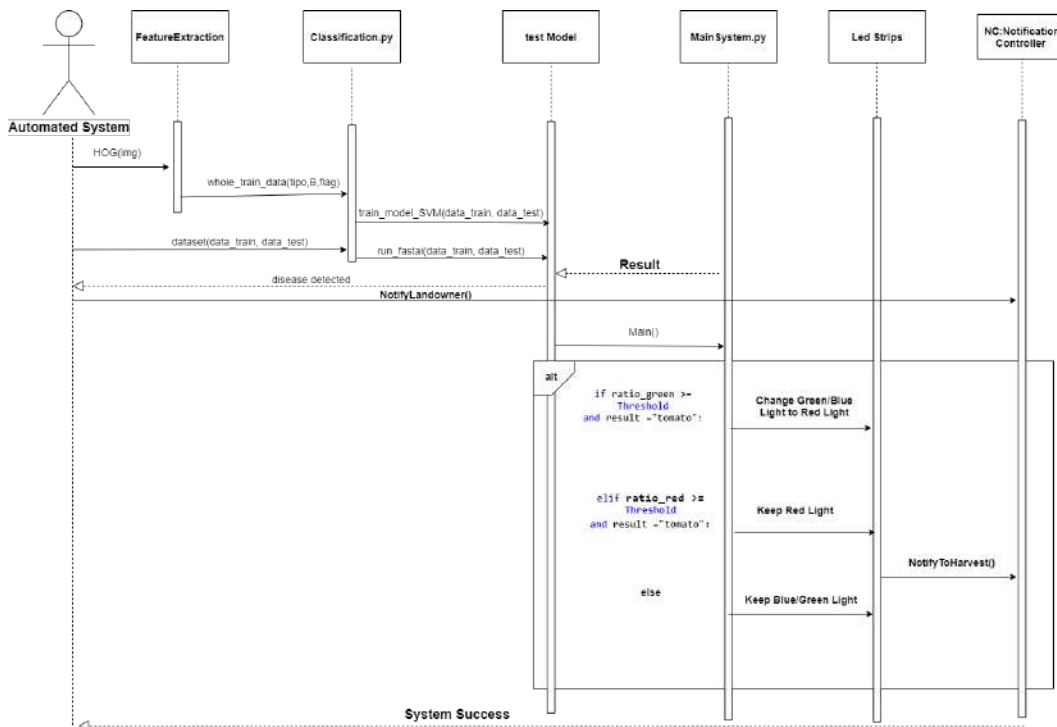 FeatureExtraction
Classification.py
test Model
MainSystem.py
Led Strips
NC:Notification
Controller
Automated System
HOG(img)
whole_train_data(tipo,B,flag)
train_model_SVM(data_train, data_test)
dataset(data_train, data_test)
run_fastai(data_train, data_test)
Result
disease detected
NotifyLandowner()
Main()
alt
if ratio_green >=
Threshold
and result ="tomato":
Change Green/Blue
Light to Red Light
elif ratio_red >=
Threshold
and result ="tomato":
Keep Red Light
NotifyToHarvest()
else
Keep Blue/Green Light
System Success